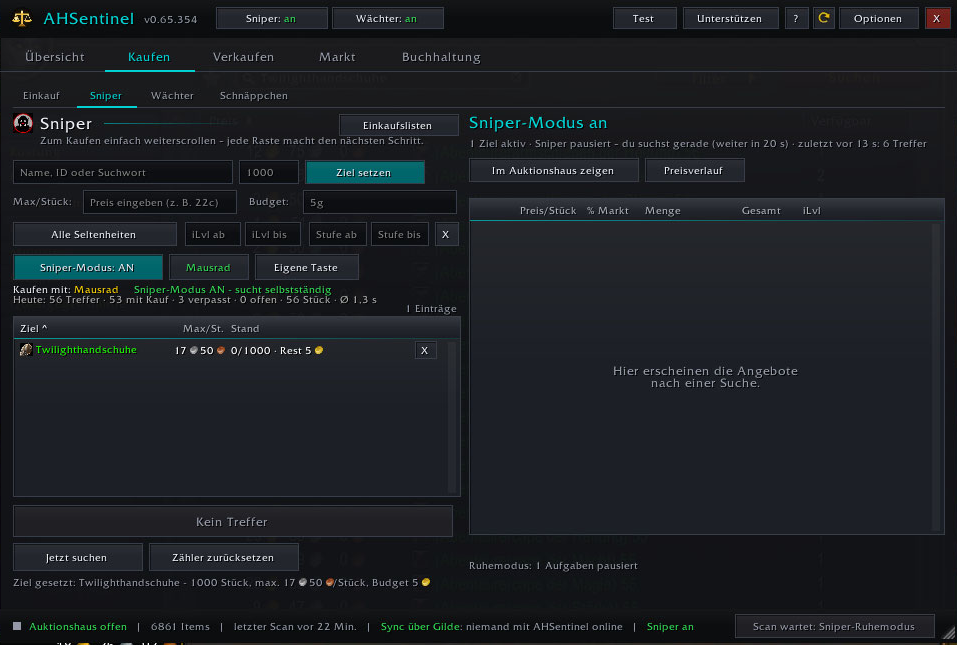 AHSentinel v0.65.354 Sniper: an Wächter: an Test Unterstützen ? Optionen X
Übersicht Kaufen Verkaufen Markt Buchhaltung
Einkauf Sniper Wächter Schnäppchen
Sniper Einkaufslisten
Zum Kaufen einfach weiterscrollen – jede Raste macht den nächsten Schritt.
Name, ID oder Suchwort 1000 Ziel setzen
Max/Stück: Preis eingeben (z. B. 22c) Budget: 5g
Alle Seltenheiten iLvl ab iLvl bis Stufe ab Stufe bis X
Sniper-Modus: AN Mausrad Eigene Taste
Kaufen mit: Mausrad Sniper-Modus AN – sucht selbstständig
Heute: 56 Treffer · 53 mit Kauf · 3 verpasst · 0 offen · 56 Stück · Ø 1,3 s
1 Einträge
Ziel ^ Max/St. Stand
Twilighthandschuhe 17 50 0/1000 · Rest 5 X
Kein Treffer
Jetzt suchen Zähler zurücksetzen
Ziel gesetzt: Twilighthandschuhe – 1000 Stück, max. 17 50 /Stück, Budget 5
Sniper-Modus an
1 Ziel aktiv · Sniper pausiert – du suchst gerade (weiter in 20 s) · zuletzt vor 13 s: 6 Treffer
Im Auktionshaus zeigen Preisverlauf
Preis/Stück % Markt Menge Gesamt iLvl
Hier erscheinen die Angebote
nach einer Suche.
Ruhemodus: 1 Aufgaben pausiert
Auktionshaus offen | 6861 Items | letzter Scan vor 22 Min. | Sync über Gilde: niemand mit AHSentinel online | Sniper an Scan wartet: Sniper-Ruhemodus